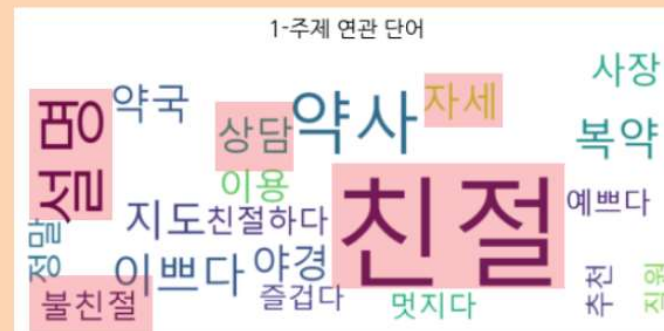 1-주제 연관 단어
사장
약국
약사
자세
설명
상담
복약
이용
친절
예쁘다
지도
친절하다
정말
이쁘다
야경
즐겁다
멋지다
추천
직원
불친절